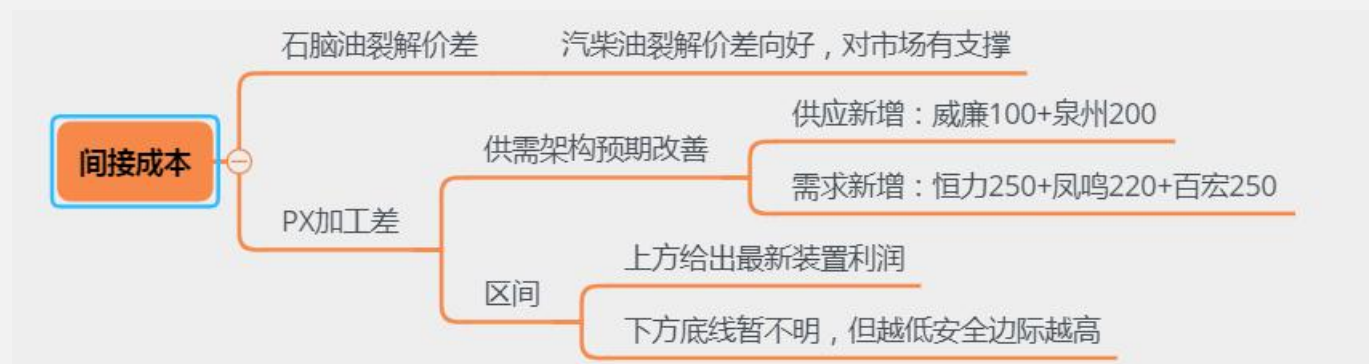 间接成本
石脑油裂解价差
汽柴油裂解价差向好，对市场有支撑
PX加工差
供需架构预期改善
供应新增：威廉100+泉州200
需求新增：恒力250+凤鸣220+百宏250
区间
上方给出最新装置利润
下方底线暂不明，但越低安全边际越高